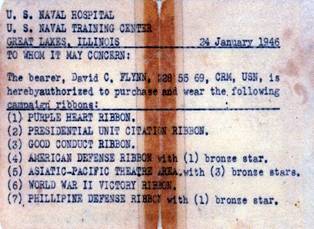 U. S. NAVAL HOSPITAL
U. S. NAVAL TRAINING CENTER
GREAT LAKES, ILLINOIS 24 January 1946
TO WHOM IT MAY CONCERN:
The bearer, David C, FLYNN, 228 55 69, CRM, USN, is
herebyauthorized to purchase and wear the following
campaign ribbons:
(1) PURPLE HEART RIBBON.
(2) PRESIDENTIAL UNIT CITATION RIBBON.
(3) GOOD CONDUCT RIBBON.
(4) AMERICAN DEFENSE RIBBON with (1) bronze star.
(5) ASIATIC-PACIFIC THEATRE AREA with (3) bronze stars.
(6) WORLD WAR II VICTORY RIBBON.
(7) PHILLIPINE DEFENSE RIBBON with (1) bronze star.